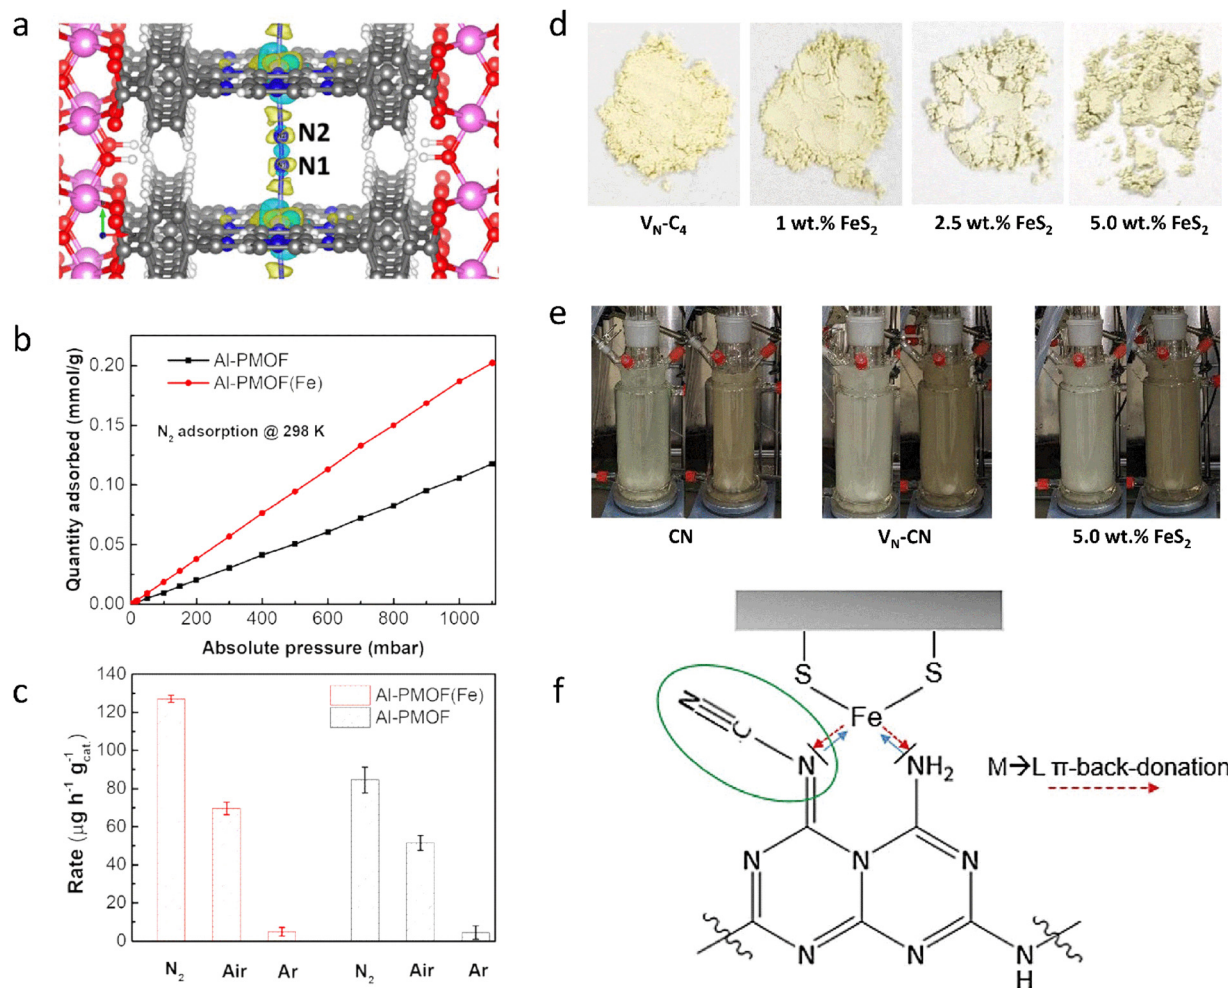 a
N2
N1
b
Al-PMOF
Al-PMOF(Fe)
N₂ adsorption @ 298 K
Quantity adsorbed (mmol/g)
0.20
0.15
0.10
0.05
0.00
0 200 400 600 800 1000
Absolute pressure (mbar)
c
Al-PMOF(Fe)
Al-PMOF
Rate (µg h⁻¹ g⁻¹cat.)
140
120
100
80
60
40
20
0
N₂ Air Ar N₂ Air Ar
d
V_N-C₄ 1 wt.% FeS₂ 2.5 wt.% FeS₂ 5.0 wt.% FeS₂
e
CN V_N-CN 5.0 wt.% FeS₂
f
S S
Fe
N
C
N NH₂
M→L π-back-donation
N N N
N N N
H